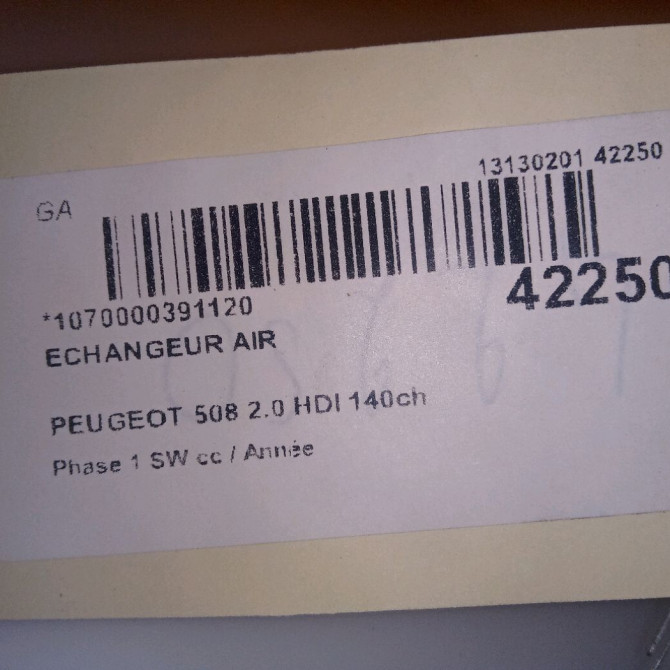 13130201 42250
GA
42250
*1070000391120
ECHANGEUR AIR
PEUGEOT 508 2.0 HDI 140ch
Phase 1 SW cc / Année